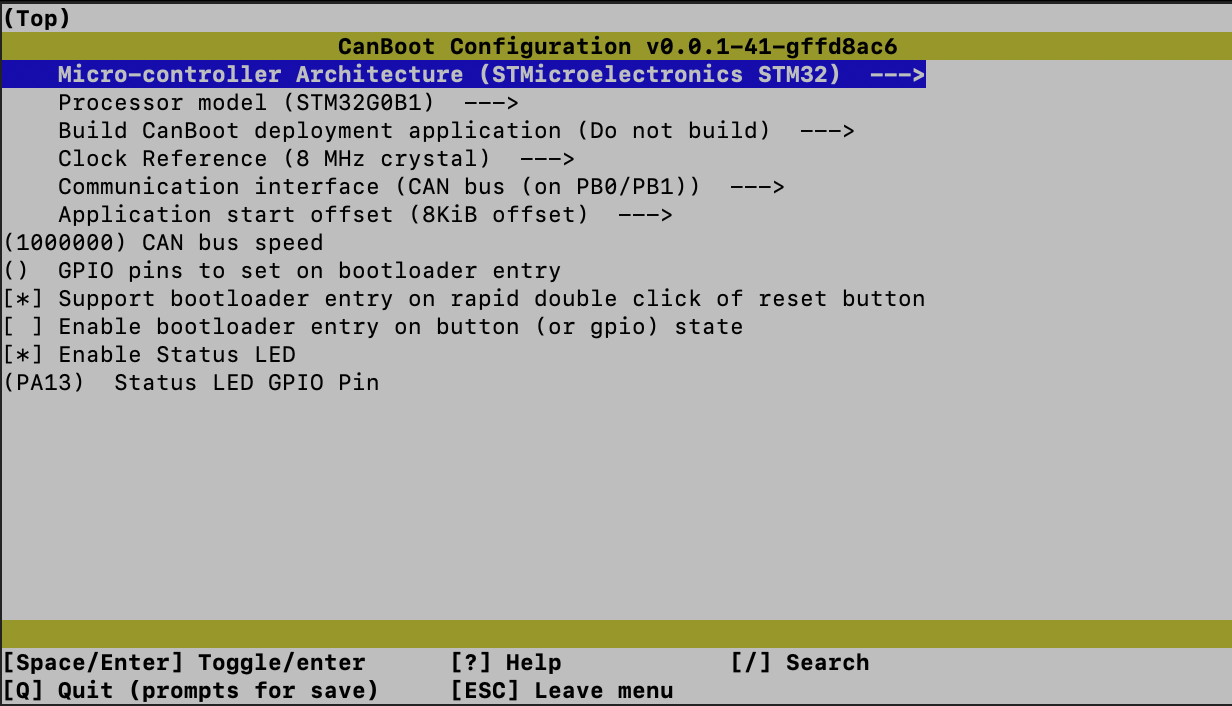 (Top)
CanBoot Configuration v0.0.1-41-gffd8ac6
Micro-controller Architecture (STMicroelectronics STM32)  --->
Processor model (STM32G0B1)  --->
Build CanBoot deployment application (Do not build)  --->
Clock Reference (8 MHz crystal)  --->
Communication interface (CAN bus (on PB0/PB1))  --->
Application start offset (8KiB offset)  --->
(1000000) CAN bus speed
()  GPIO pins to set on bootloader entry
[*] Support bootloader entry on rapid double click of reset button
[ ] Enable bootloader entry on button (or gpio) state
[*] Enable Status LED
(PA13)  Status LED GPIO Pin
[Space/Enter] Toggle/enter      [?] Help            [/] Search
[Q] Quit (prompts for save)     [ESC] Leave menu